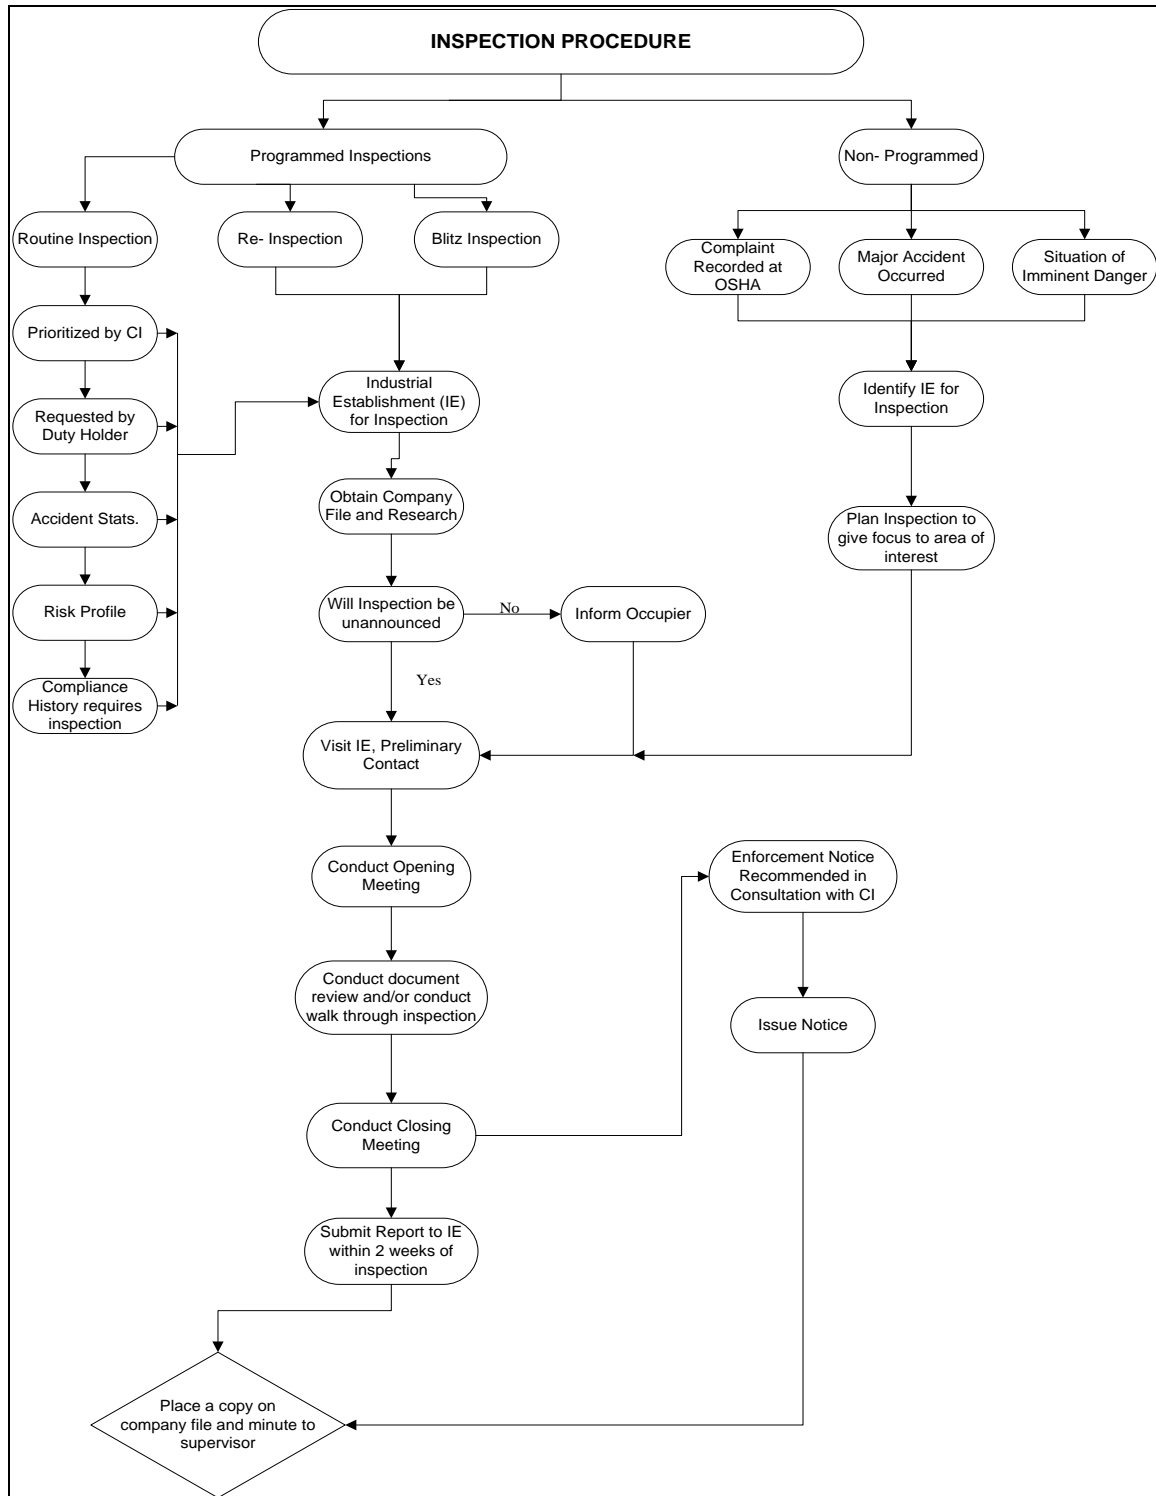 INSPECTION PROCEDURE
Programmed Inspections
Non- Programmed
Routine Inspection
Re- Inspection
Blitz Inspection
Complaint
Recorded at
OSHA
Major Accident
Occurred
Situation of
Imminent Danger
Prioritized by CI
Industrial
Establishment (IE)
for Inspection
Identify IE for
Inspection
Requested by
Duty Holder
Obtain Company
File and Research
Accident Stats.
Plan Inspection to
give focus to area of
interest
Risk Profile
Will Inspection be
unannounced
No
Inform Occupier
Yes
Compliance
History requires
inspection
Visit IE, Preliminary
Contact
Conduct Opening
Meeting
Enforcement Notice
Recommended in
Consultation with CI
Conduct document
review and/or conduct
walk through inspection
Issue Notice
Conduct Closing
Meeting
Submit Report to IE
within 2 weeks of
inspection
Place a copy on
company file and minute to
supervisor